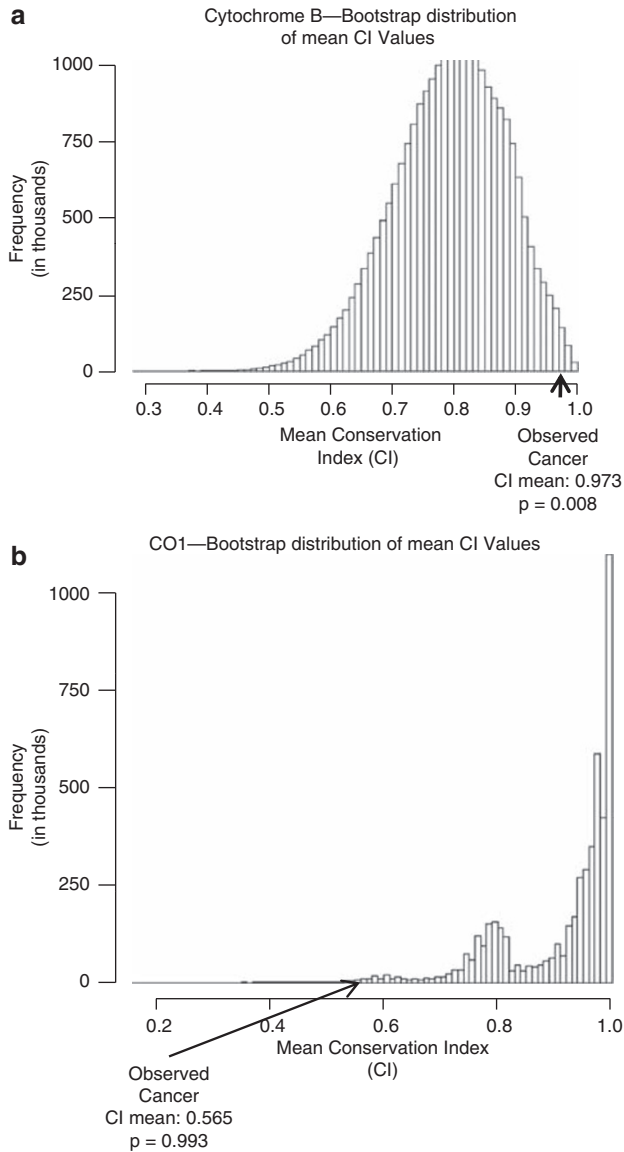 a
Cytochrome B—Bootstrap distribution
of mean CI Values
Frequency
(in thousands)
1000
750
500
250
0
0.3 0.4 0.5 0.6 0.7 0.8 0.9 1.0
Mean Conservation
Index (CI)
Observed
Cancer
CI mean: 0.973
p = 0.008
b
CO1—Bootstrap distribution of mean CI Values
Frequency
(in thousands)
1000
750
500
250
0
0.2 0.4 0.6 0.8 1.0
Mean Conservation Index
(CI)
Observed
Cancer
CI mean: 0.565
p = 0.993